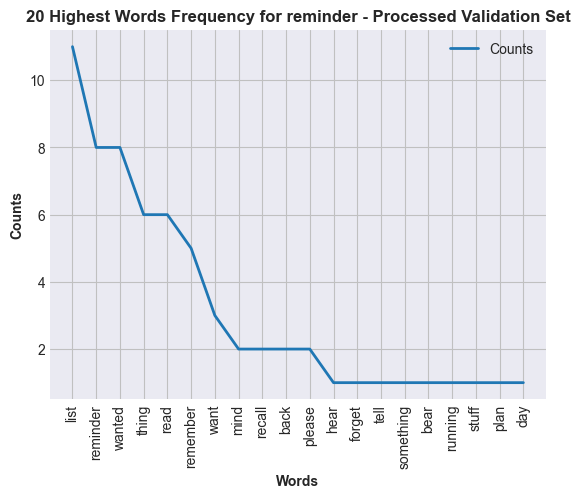 20 Highest Words Frequency for reminder - Processed Validation Set
Counts
10
8
6
4
2
Counts
list
reminder
wanted
thing
read
remember
want
mind
recall
back
please
hear
forget
tell
something
bear
running
stuff
plan
day
Words